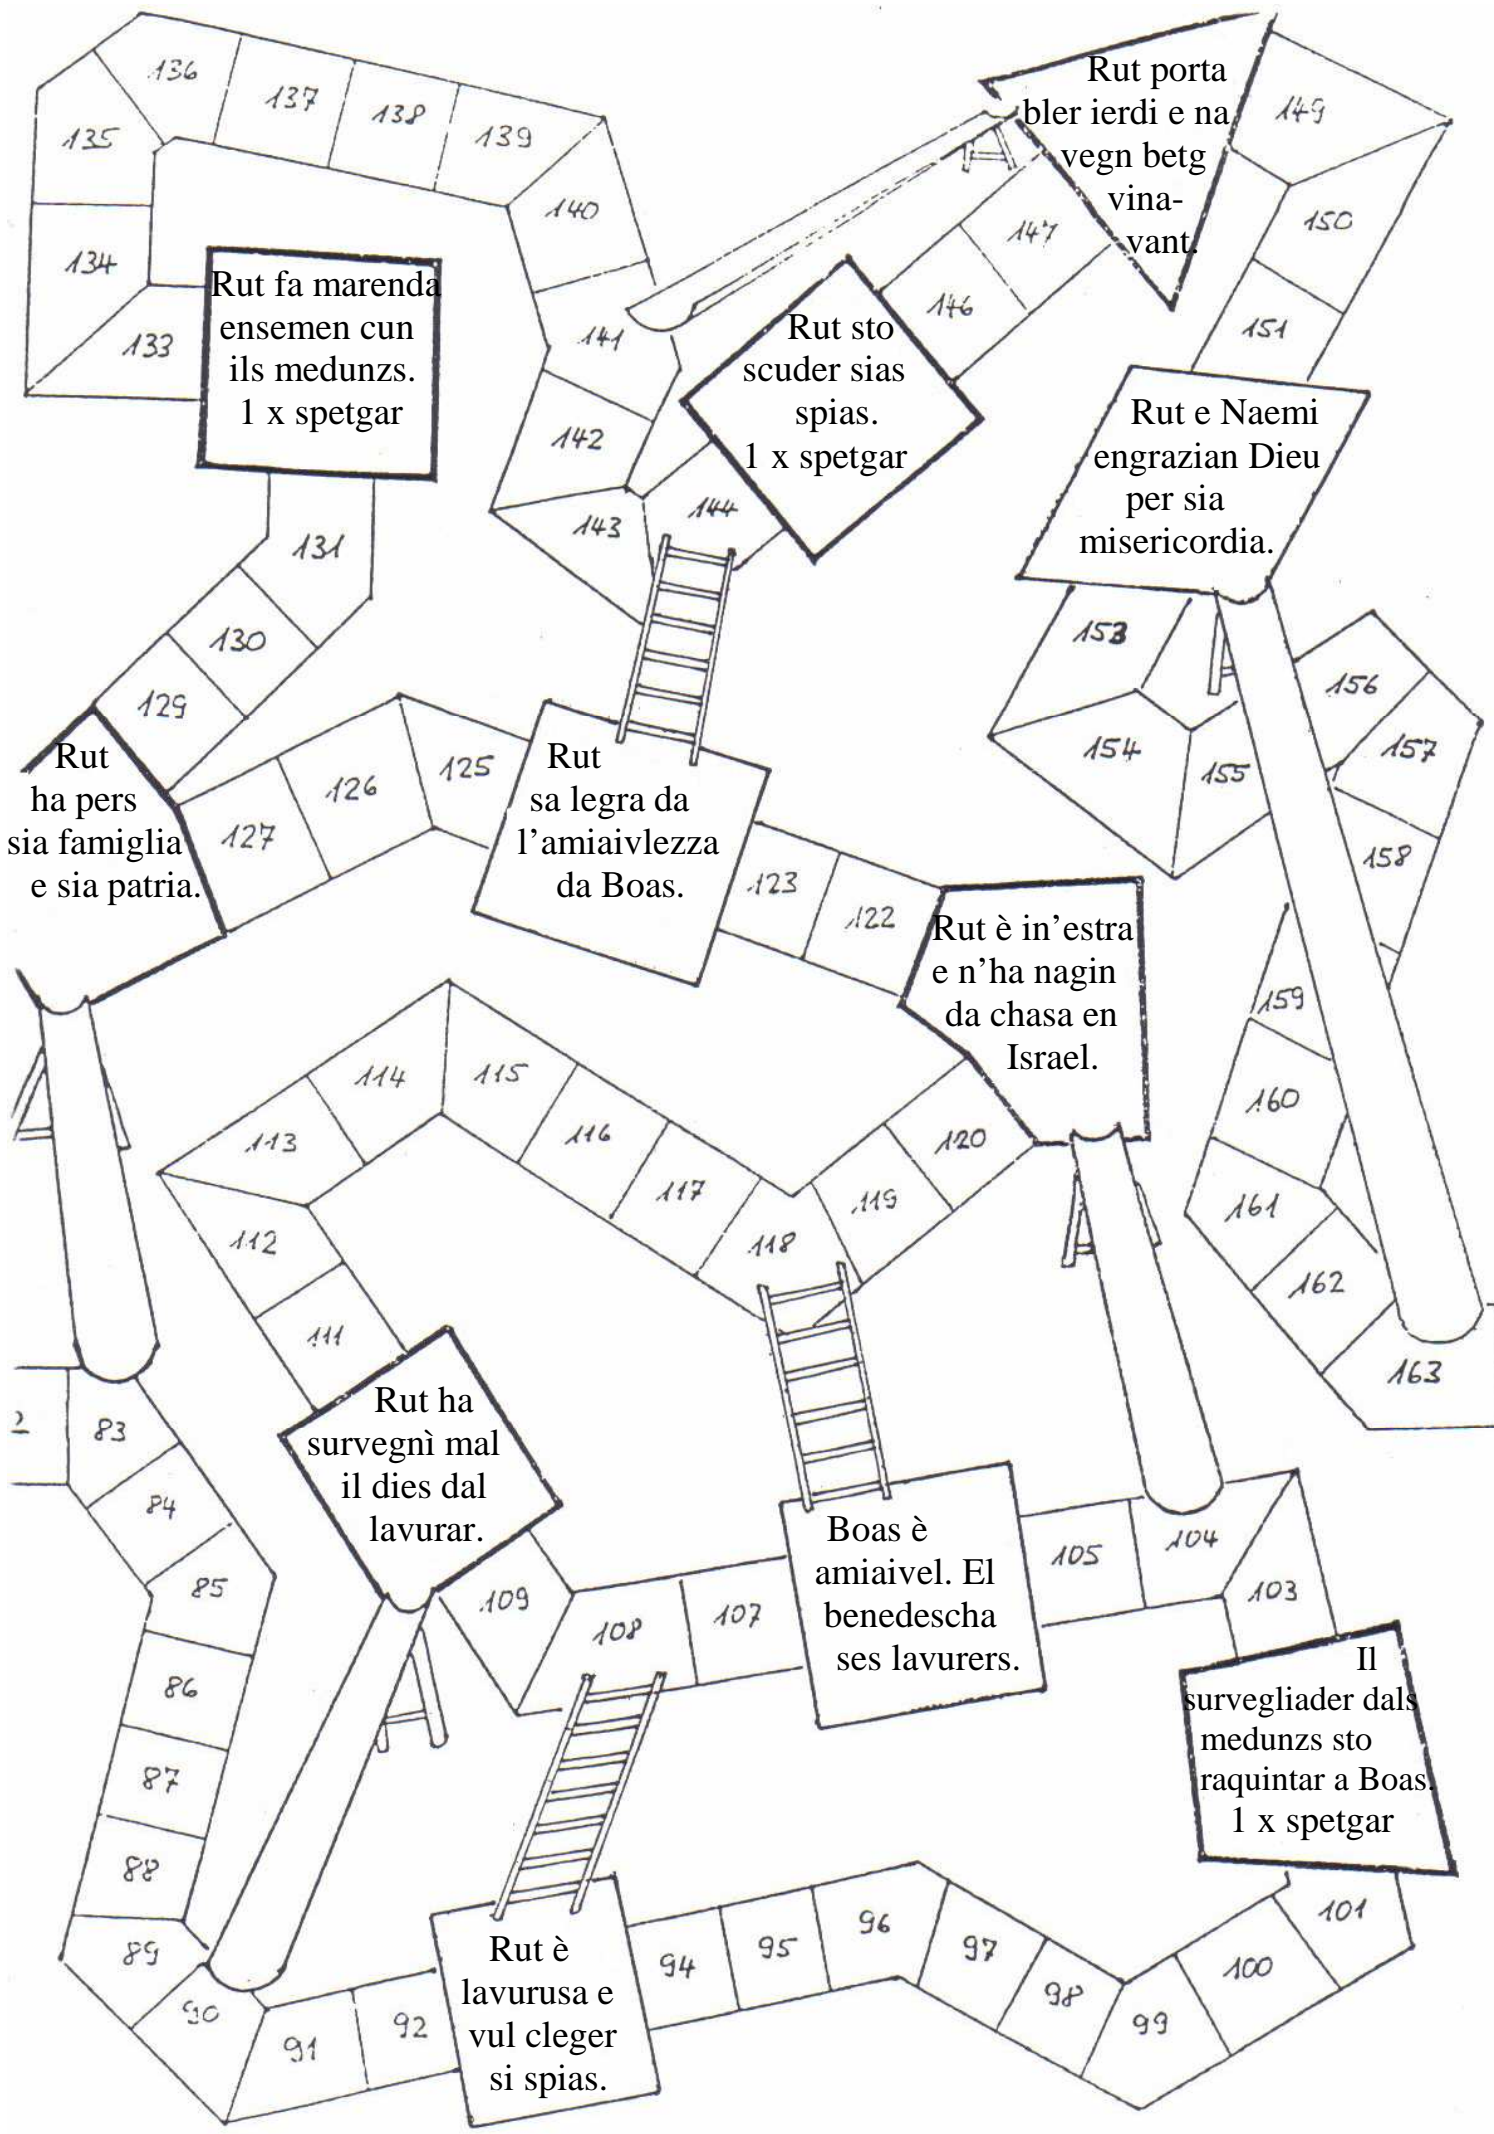 136
137
138
139
135
140
134
133
Rut fa marenda
ensemen cun
ils medunzs.
1 x spetgar
141
142
143
144
131
130
129
Rut porta
bler ierdi e na
vegn betg
vina-
vant.
149
150
151
147
146
Rut sto
scuder sias
spias.
1 x spetgar
Rut e Naemi
engrazian Dieu
per sia
misericordia.
153
154
155
156
157
158
159
160
161
162
163
Rut
ha pers
sia famiglia
e sia patria.
127
126
125
Rut
sa legra da
l'amiaivlezza
da Boas.
123
122
Rut è in'estra
e n'ha nagin
da chasa en
Israel.
113
114
115
116
117
118
119
120
112
111
Rut ha
survegnì mal
il dies dal
lavurar.
2
83
84
85
86
87
88
89
90
91
92
109
108
107
Boas è
amiaivel. El
benedescha
ses lavurers.
105
104
103
Il
survegliader dals
medunzs sto
raquintar a Boas.
1 x spetgar
Rut è
lavurusa e
vul cleger
si spias.
94
95
96
97
98
99
100
101